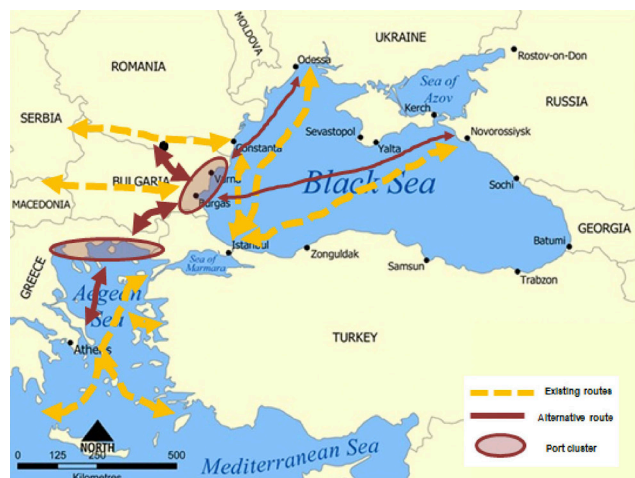 MOLDOVA
UKRAINE
ROMANIA
Odessa
Rostov-on-Don
Sea of
Azov
RUSSIA
SERBIA
Kerch
Sevastopol
Yalta
Novorossiysk
Constanta
Varna
BULGARIA
Black Sea
Sochi
MACEDONIA
Burgas
GEORGIA
Batumi
Istanbul
Zonguldak
Sea of
Marmara
Samsun
Trabzon
GREECE
Aegean
Sea
TURKEY
Athens
Existing routes
Alternative route
Port cluster
NORTH
0 125 250 500
Kilometres
Mediterranean Sea